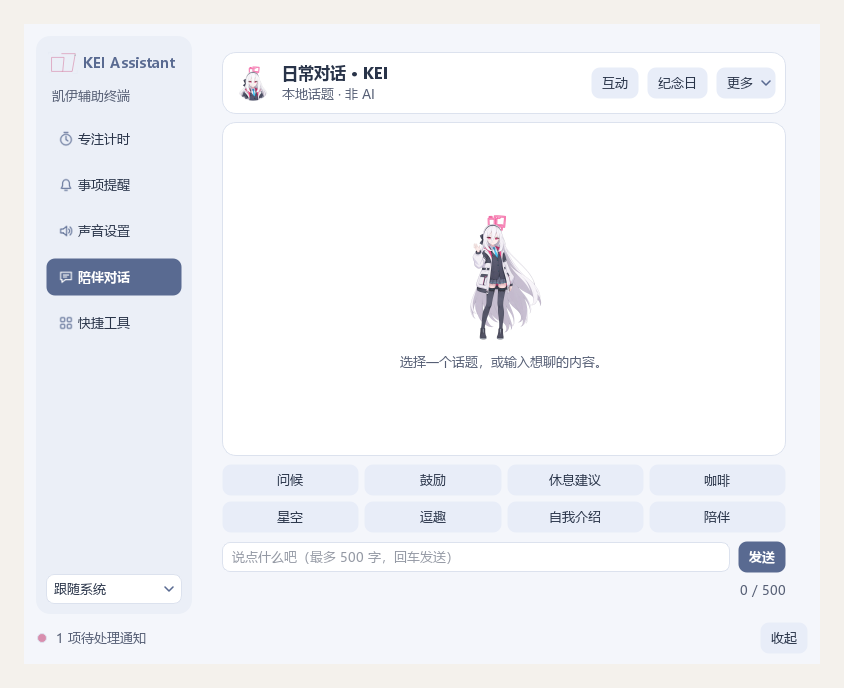 KEI Assistant
凯伊辅助终端
专注计时
事项提醒
声音设置
陪伴对话
快捷工具
跟随系统
日常对话 • KEI
本地话题 · 非 AI
互动
纪念日
更多
选择一个话题，或输入想聊的内容。
问候
鼓励
休息建议
咖啡
星空
逗趣
自我介绍
陪伴
说点什么吧（最多 500 字，回车发送）
发送
0 / 500
1 项待处理通知
收起